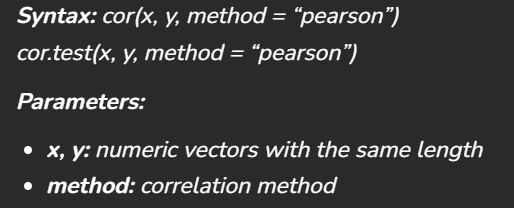 Syntax: cor(x, y, method = “pearson”)
cor.test(x, y, method = “pearson”)
Parameters:
• x, y: numeric vectors with the same length
• method: correlation method